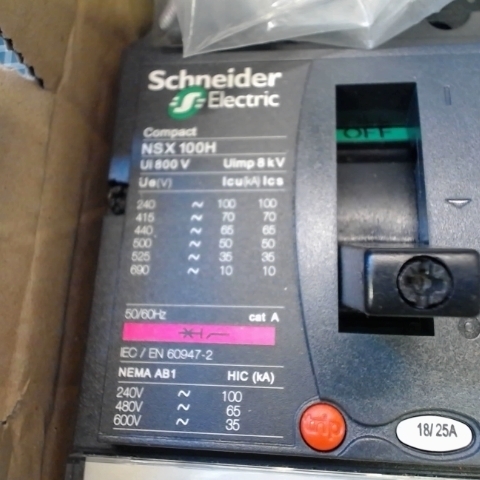 Schneider
Electric
Compact
NSX 100H
Ui 800 V Uimp 8 kV
Ue(V) Icu(kA) Ics
240 ~ 100 100
415 ~ 70 70
440 ~ 65 65
500 ~ 50 50
525 ~ 35 35
690 ~ 10 10
50/60Hz cat A
IEC / EN 60947-2
NEMA AB1 HIC (kA)
240V ~ 100
480V ~ 65
600V ~ 35
OFF
trip
18/25A